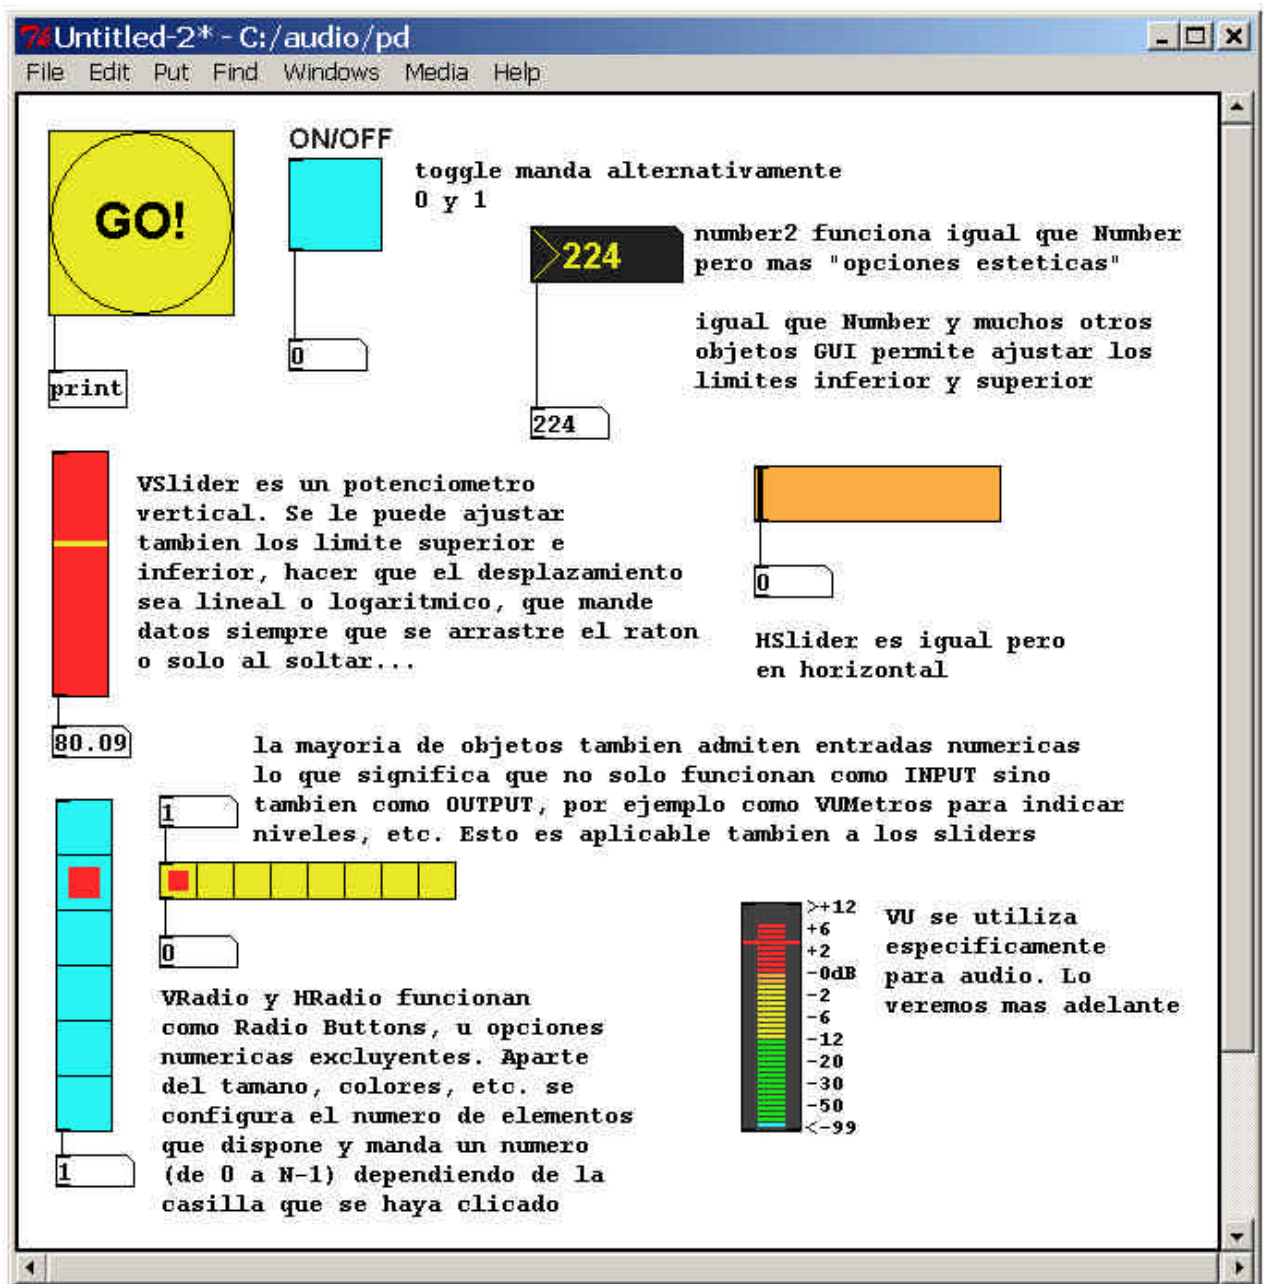 Untitled-2* - C:/audio/pd
File Edit Put Find Windows Media Help
GO!
print
ON/OFF
0
toggle manda alternativamente
0 y 1
224
224
number2 funciona igual que Number
pero mas "opciones esteticas"
igual que Number y muchos otros
objetos GUI permite ajustar los
limites inferior y superior
VSlider es un potenciometro
vertical. Se le puede ajustar
tambien los limite superior e
inferior, hacer que el desplazamiento
sea lineal o logaritmico, que mande
datos siempre que se arrastre el raton
o solo al soltar...
80.09
0
HSlider es igual pero
en horizontal
la mayoria de objetos tambien admiten entradas numericas
lo que significa que no solo funcionan como INPUT sino
tambien como OUTPUT, por ejemplo como VUMetros para indicar
niveles, etc. Esto es aplicable tambien a los sliders
1
0
1
VRadio y HRadio funcionan
como Radio Buttons, u opciones
numericas excluyentes. Aparte
del tamano, colores, etc. se
configura el numero de elementos
que dispone y manda un numero
(de 0 a N-1) dependiendo de la
casilla que se haya clicado
>+12
+6
+2
-0dB
-2
-6
-12
-20
-30
-50
<-99
VU se utiliza
especificamente
para audio. Lo
veremos mas adelante